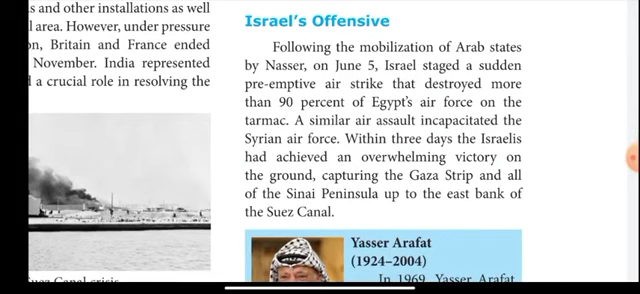 s and other installations as well
l area. However, under pressure
on, Britain and France ended
November. India represented
a crucial role in resolving the
Suez Canal crisis
Israel's Offensive
Following the mobilization of Arab states
by Nasser, on June 5, Israel staged a sudden
pre-emptive air strike that destroyed more
than 90 percent of Egypt's air force on the
tarmac. A similar air assault incapacitated the
Syrian air force. Within three days the Israelis
had achieved an overwhelming victory on
the ground, capturing the Gaza Strip and all
of the Sinai Peninsula up to the east bank of
the Suez Canal.
Yasser Arafat
(1924–2004)
In 1969, Yasser Arafat